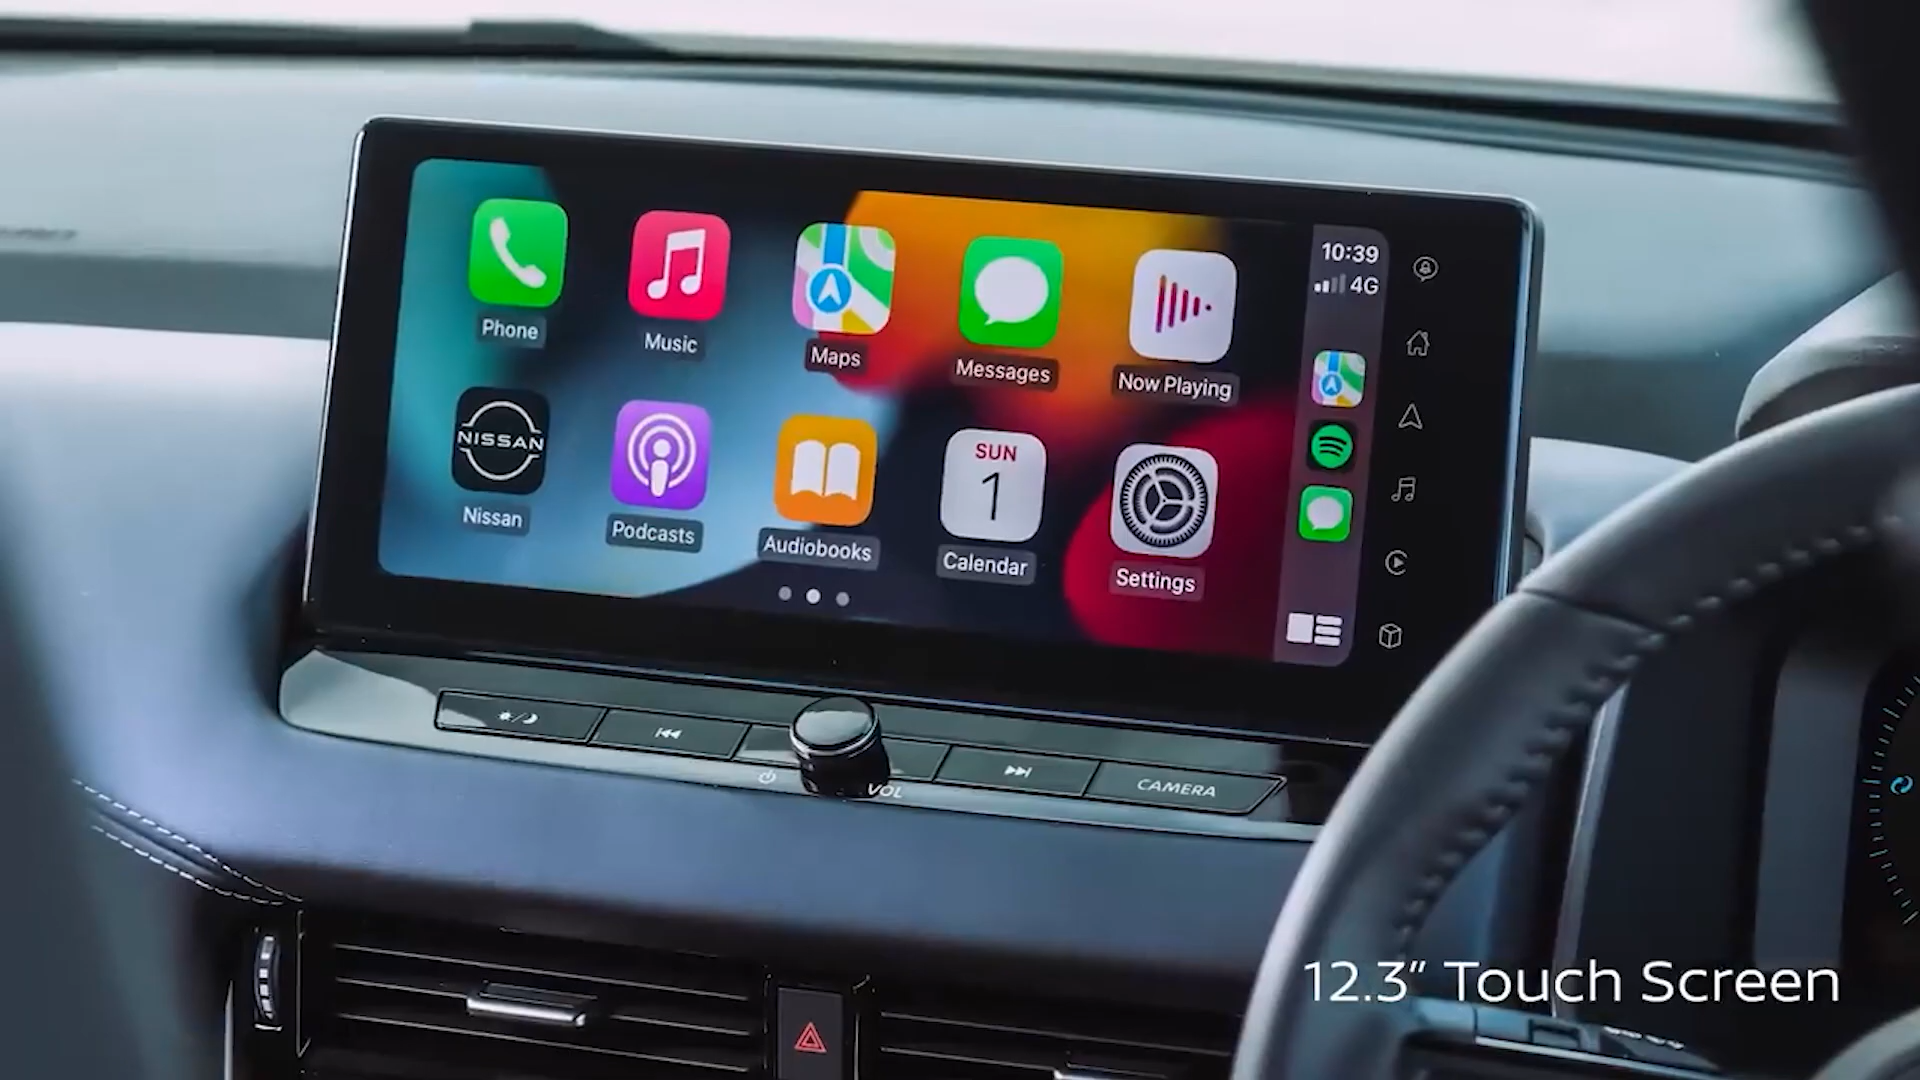 10:39
4G
Phone
Music
Maps
Messages
Now Playing
NISSAN
SUN
1
Nissan
Podcasts
Audiobooks
Calendar
Settings
VOL
CAMERA
12.3” Touch Screen